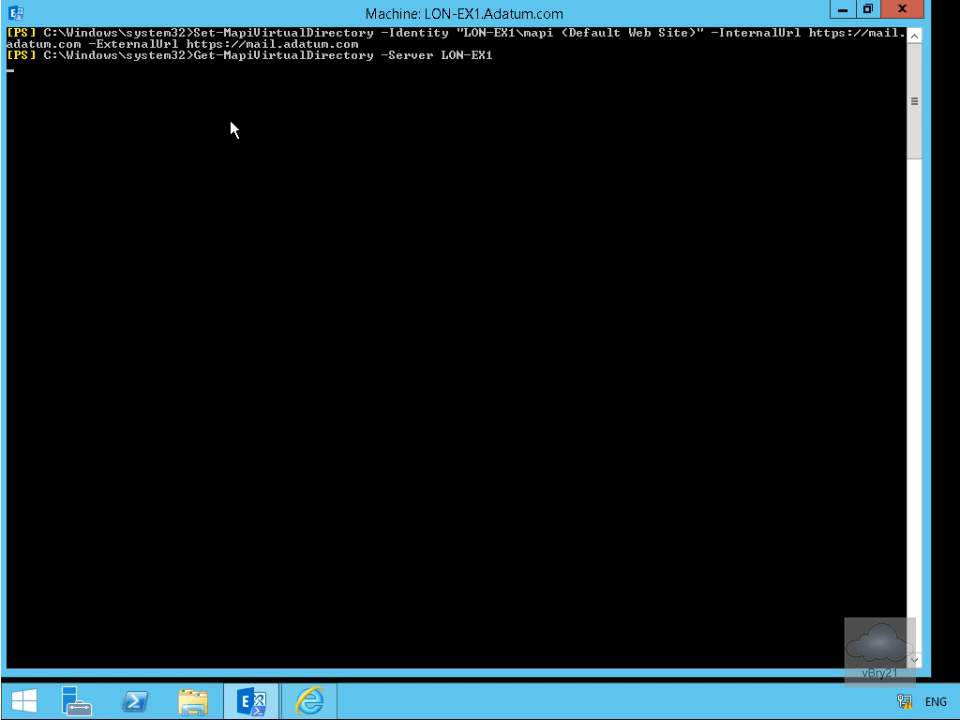 Machine: LON-EX1.Adatum.com
[PS] C:\Windows\system32>Set-MapiVirtualDirectory -Identity "LON-EX1\mapi (Default Web Site)" -InternalUrl https://mail.
adatum.com -ExternalUrl https://mail.adatum.com
[PS] C:\Windows\system32>Get-MapiVirtualDirectory -Server LON-EX1
vBry21
ENG